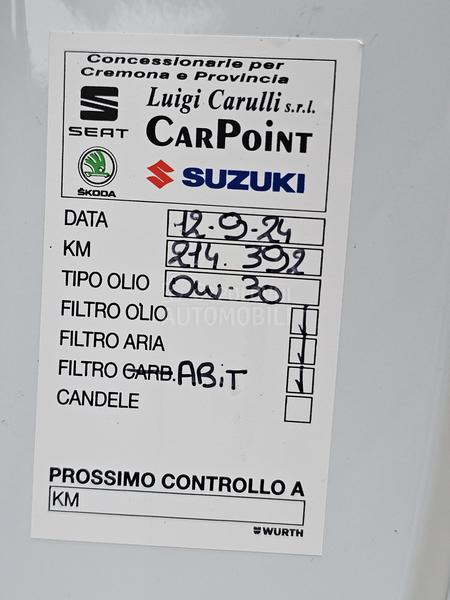 Concessionarie per
Cremona e Provincia
SEAT
Luigi Carulli s.r.l.
CARPOINT
ŠKODA
SUZUKI
DATA 12-9-24
KM 214.392
TIPO OLIO 0W-30
FILTRO OLIO
AUTOMOBILI
FILTRO ARIA
FILTRO CARB. ABIT
CANDELE
PROSSIMO CONTROLLO A
KM
WURTH